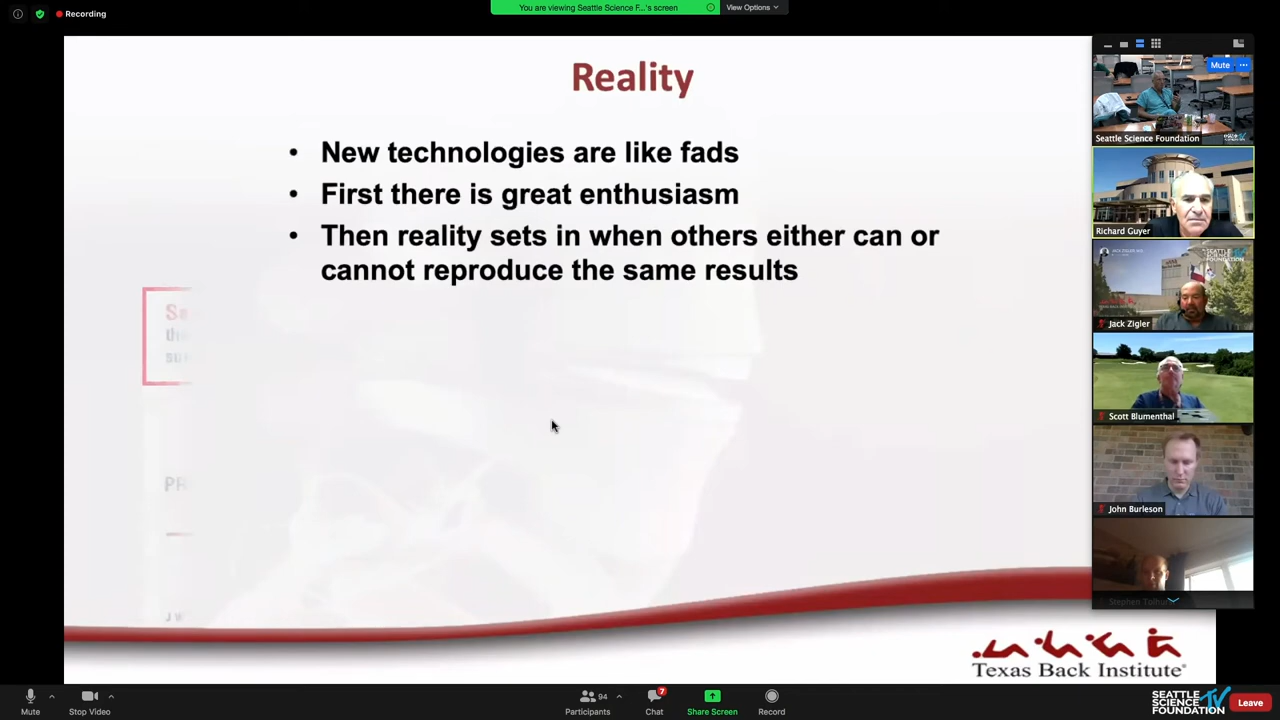 Recording
You are viewing Seattle Science F...'s screen
View Options
Reality
• New technologies are like fads
• First there is great enthusiasm
• Then reality sets in when others either can or
cannot reproduce the same results
PR
Texas Back Institute
Mute
Seattle Science Foundation
Richard Guyer
Jack Zigler
Scott Blumenthal
John Burleson
Stephen
Mute
Stop Video
94
Participants
7
Chat
Share Screen
Record
SEATTLE
SCIENCE
FOUNDATION
TV
Leave